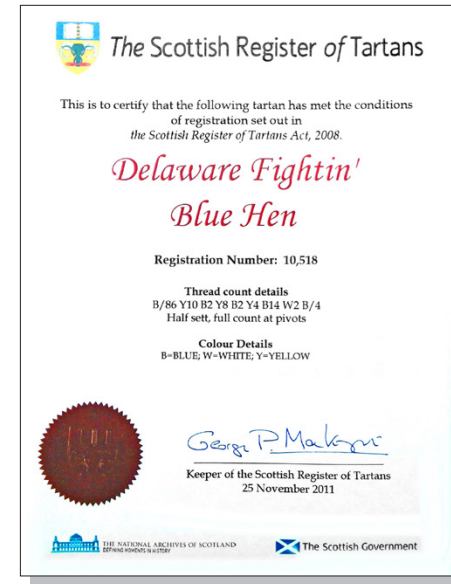 The Scottish Register of Tartans
This is to certify that the following tartan has met the conditions
of registration set out in
the Scottish Register of Tartans Act, 2008.
Delaware Fightin'
Blue Hen
Registration Number: 10,518
Thread count details
B/86 Y10 B2 Y8 B2 Y4 B14 W2 B/4
Half sett, full count at pivots
Colour Details
B=BLUE; W=WHITE; Y=YELLOW
Keeper of the Scottish Register of Tartans
25 November 2011
THE NATIONAL ARCHIVES OF SCOTLAND
DEFINING MOMENTS IN HISTORY
The Scottish Government